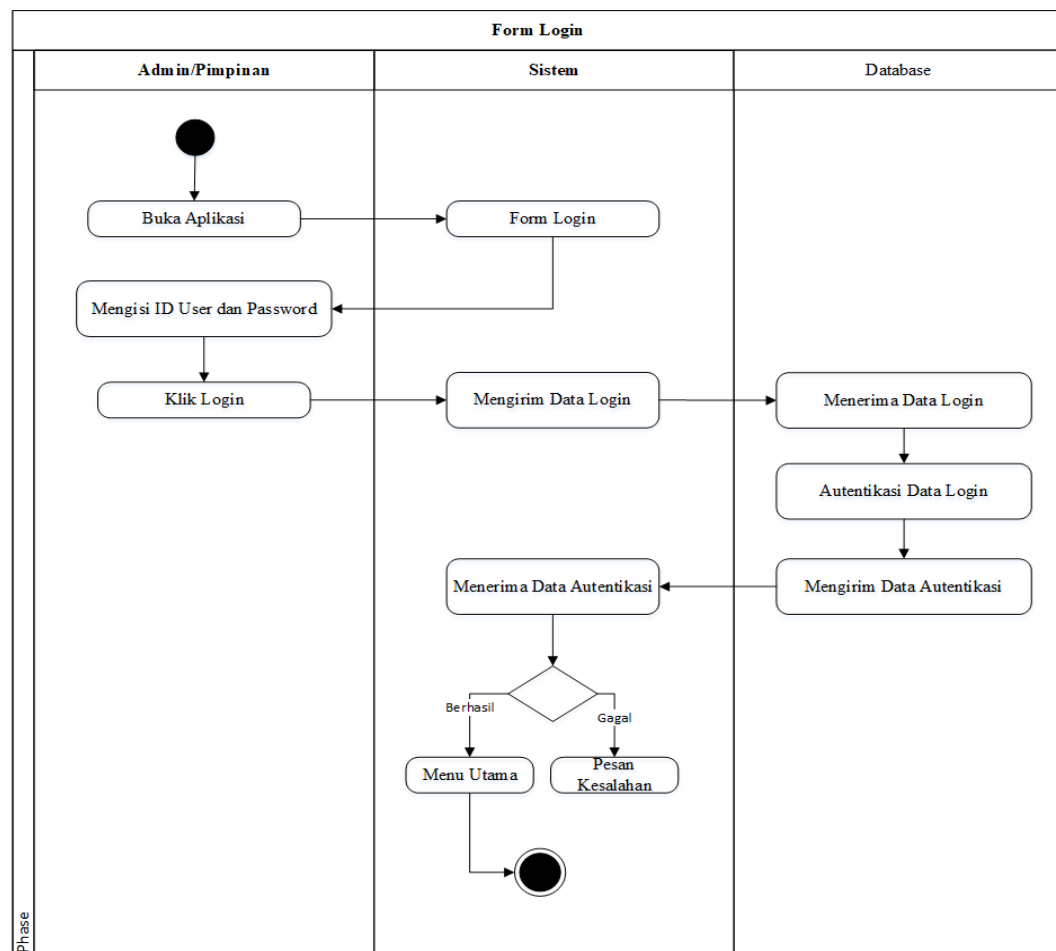 Form Login
Admin/Pimpinan
Sistem
Database
Buka Aplikasi
Form Login
Mengisi ID User dan Password
Klik Login
Mengirim Data Login
Menerima Data Login
Autentikasi Data Login
Menerima Data Autentikasi
Mengirim Data Autentikasi
Berhasil
Gagal
Menu Utama
Pesan
Kesalahan
Phase